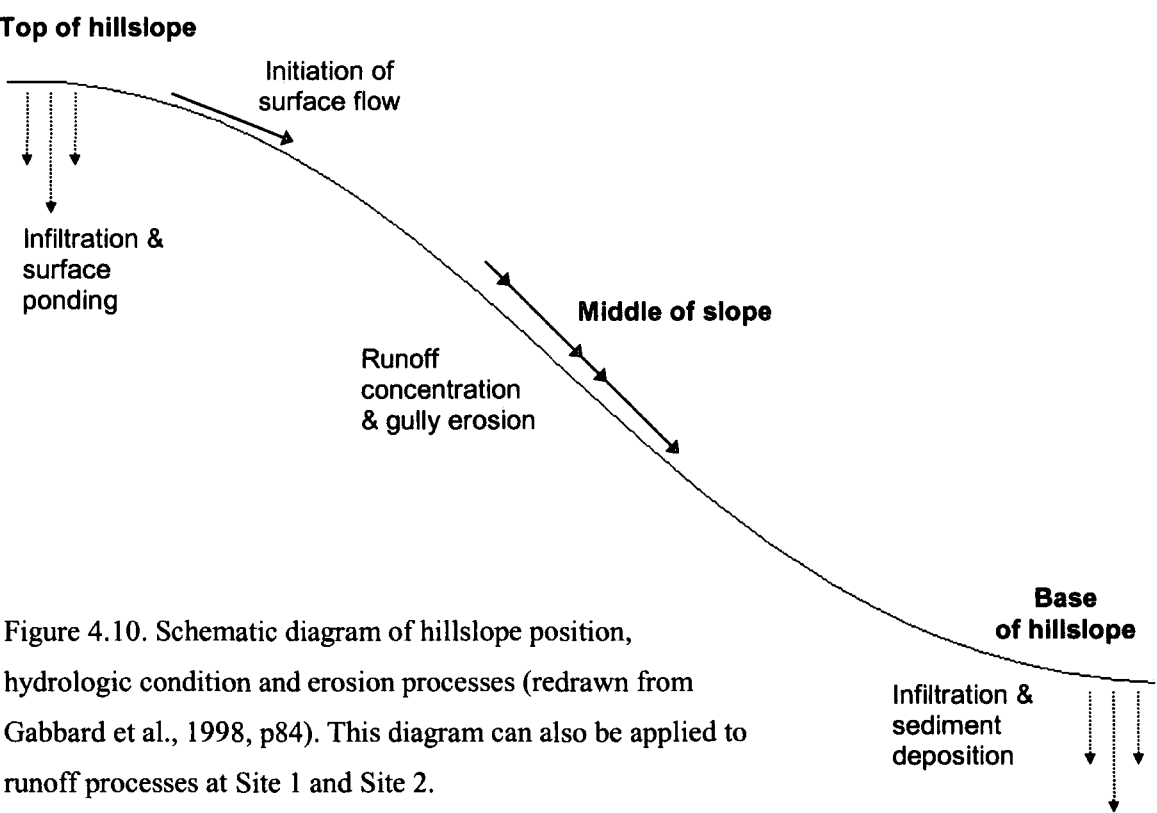 Top of hillslope
Initiation of
surface flow
Infiltration &
surface
ponding
Middle of slope
Runoff
concentration
& gully erosion
Base
of hillslope
Infiltration &
sediment
deposition
Figure 4.10. Schematic diagram of hillslope position,
hydrologic condition and erosion processes (redrawn from
Gabbard et al., 1998, p84). This diagram can also be applied to
runoff processes at Site 1 and Site 2.